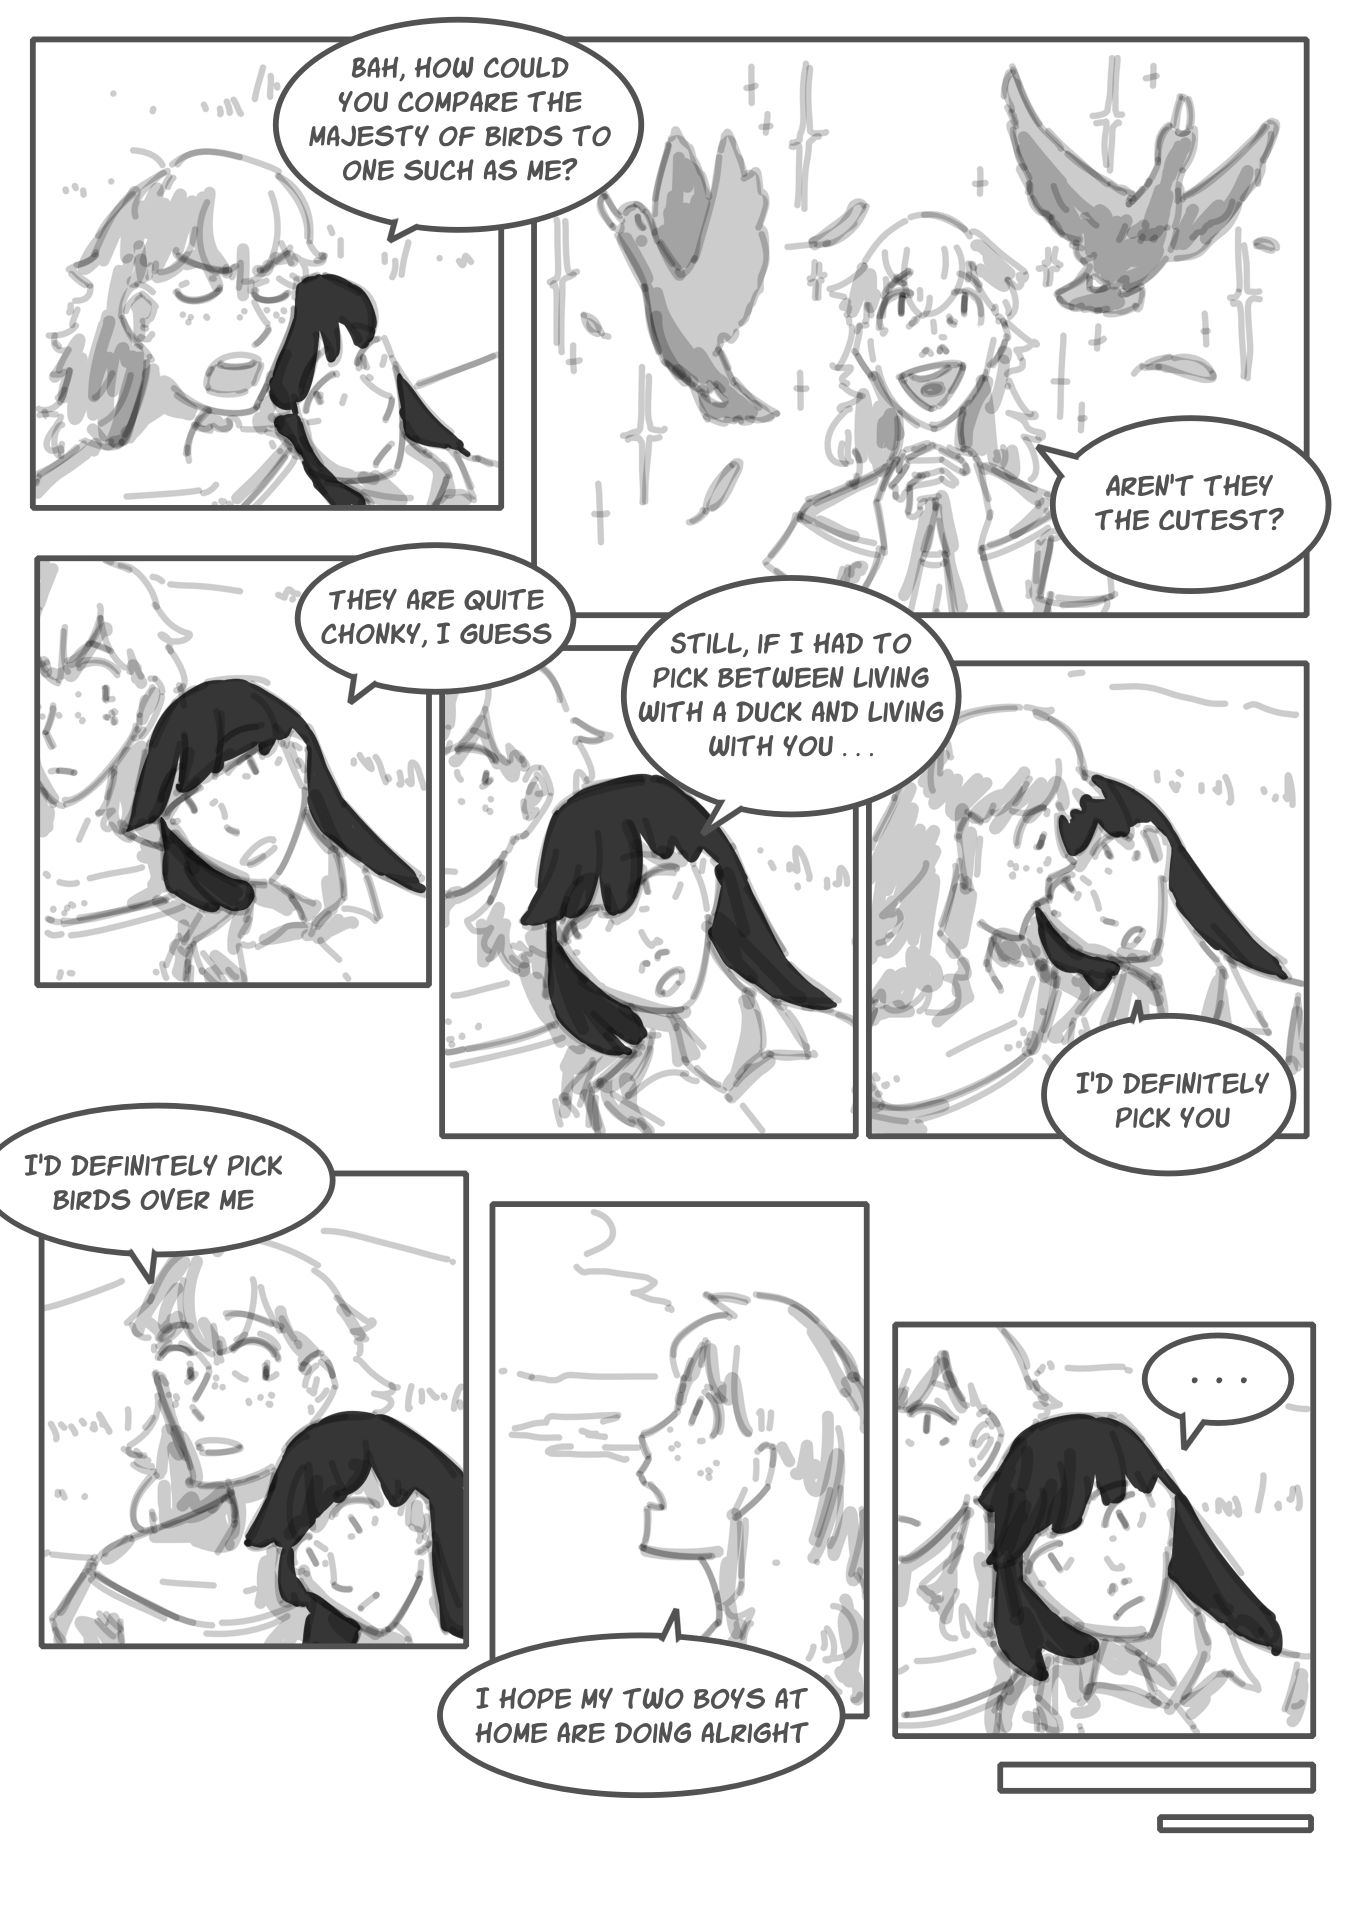 BAH, HOW COULD
YOU COMPARE THE
MAJESTY OF BIRDS TO
ONE SUCH AS ME?
AREN'T THEY
THE CUTEST?
THEY ARE QUITE
CHONKY, I GUESS
STILL, IF I HAD TO
PICK BETWEEN LIVING
WITH A DUCK AND LIVING
WITH YOU . . .
I'D DEFINITELY
PICK YOU
I'D DEFINITELY PICK
BIRDS OVER ME
I HOPE MY TWO BOYS AT
HOME ARE DOING ALRIGHT
. . .